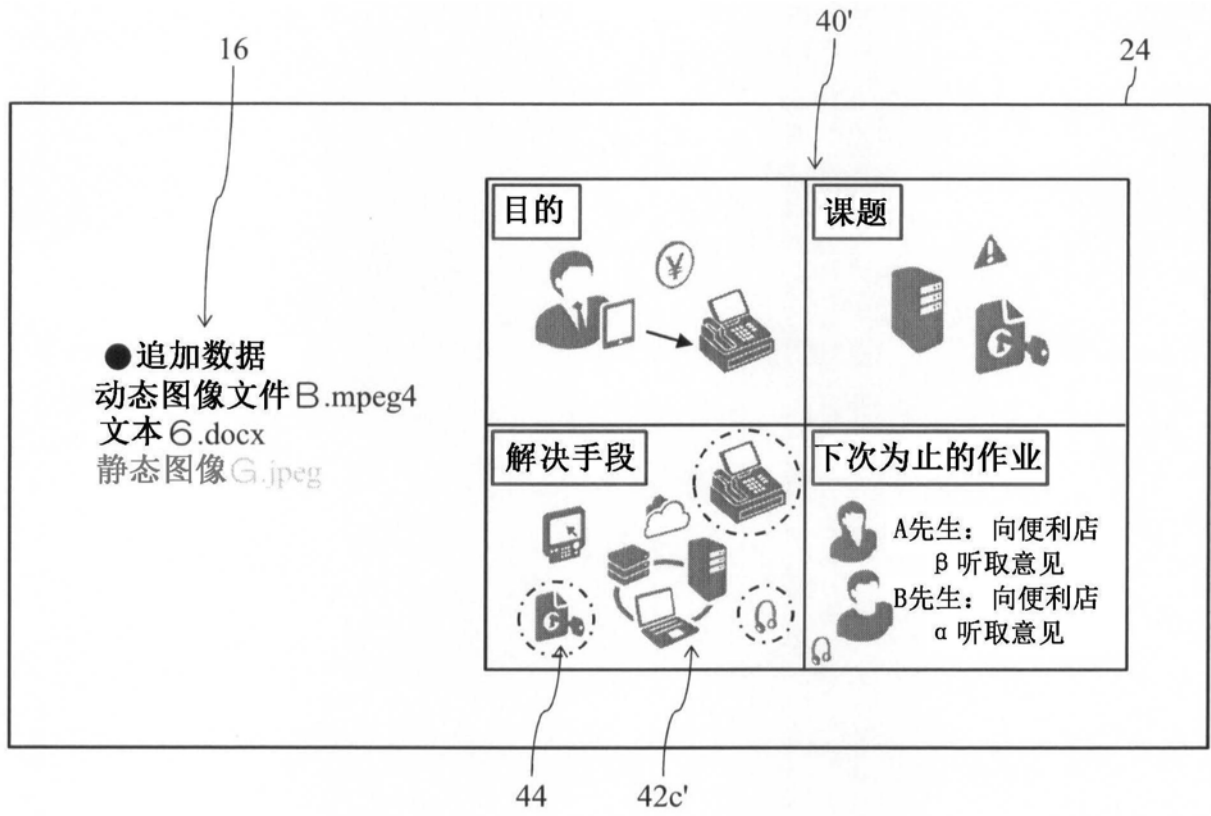 16
40'
24
目的
课题
¥
●追加数据
动态图像文件B.mpeg4
文本6.docx
静态图像G.jpeg
解决手段
下次为止的作业
A先生：向便利店
β听取意见
B先生：向便利店
α听取意见
44
42c'